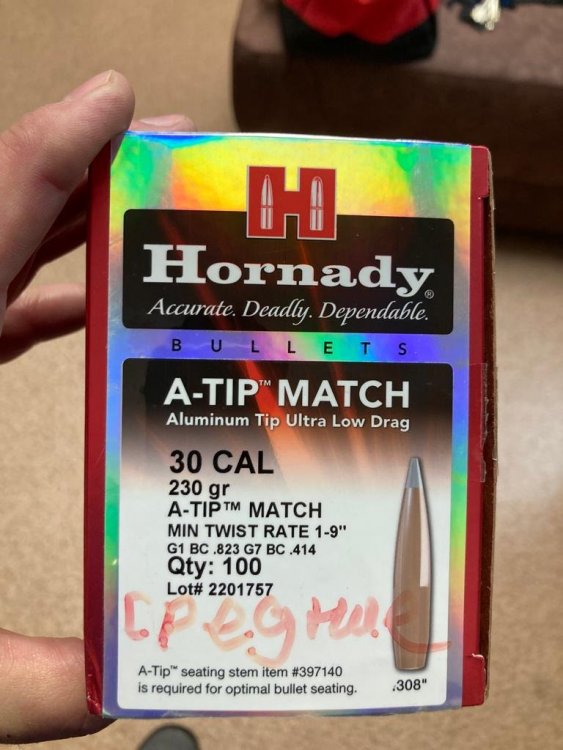 H
Hornady®
Accurate. Deadly. Dependable.
BULLETS
A-TIP™ MATCH
Aluminum Tip Ultra Low Drag
30 CAL
230 gr
A-TIP™ MATCH
MIN TWIST RATE 1-9"
G1 BC .823 G7 BC .414
Qty: 100
Lot# 2201757
A-Tip™ seating stem item #397140
is required for optimal bullet seating.
.308"